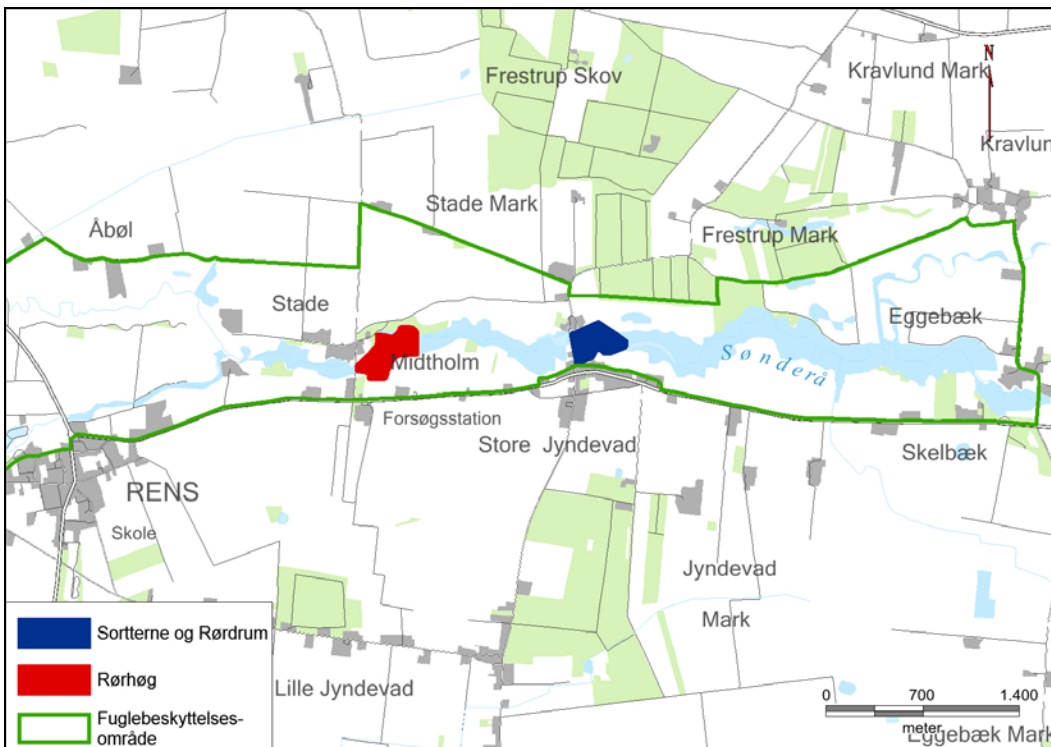 N
Frestrup Skov
Kravlund Mark
Kravlun
Stade Mark
Åbøl
Frestrup Mark
Stade
Eggebæk
Sønderå
Midtholm
Forsøgsstation
Store Jyndevad
Skelbæk
RENS
Skole
Jyndevad
Mark
Lille Jyndevad
Sortterne og Rørdrum
Rørhøg
Fuglebeskyttelses-
område
0 700 1.400
meter
Eggebæk Mark